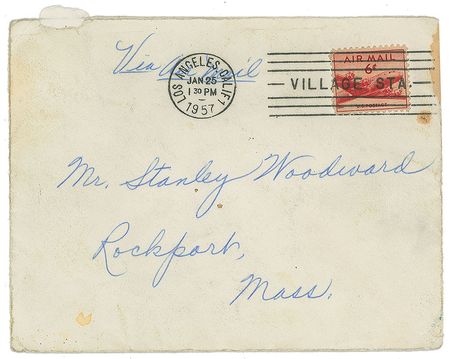 Via Air Mail
LOS ANGELES, CALIF. 1
JAN 25
1 30 PM
1957
VILLAGE STA.
AIR MAIL
6¢
U.S. POSTAGE
Mr. Stanley Woodward
Rockport,
Mass.